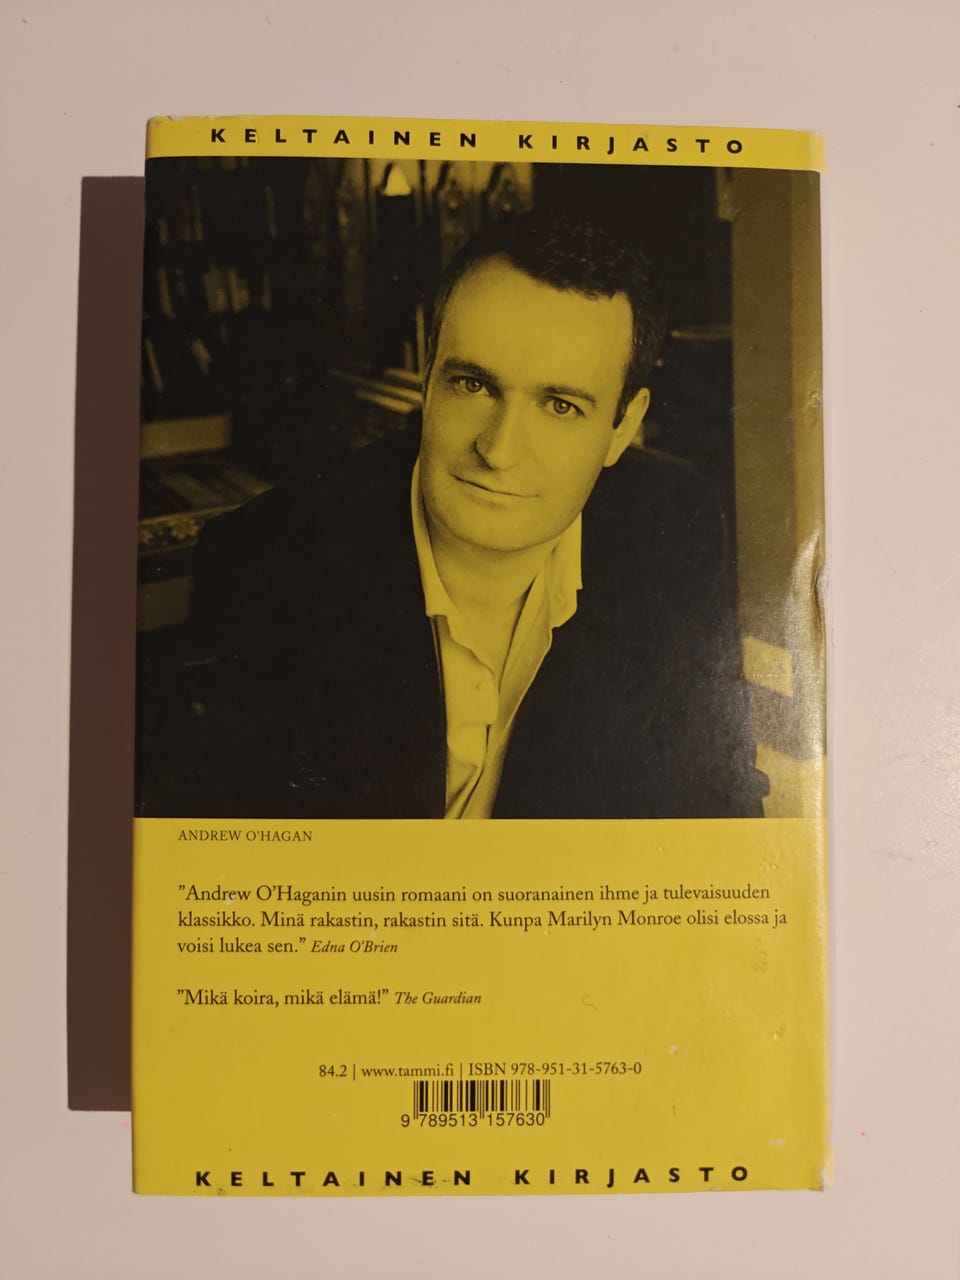 KELTAINEN KIRJASTO
ANDREW O'HAGAN
”Andrew O’Haganin uusin romaani on suoranainen ihme ja tulevaisuuden
klassikko. Minä rakastin, rakastin sitä. Kunpa Marilyn Monroe olisi elossa ja
voisi lukea sen.” Edna O’Brien
”Mikä koira, mikä elämä!” The Guardian
84.2 | www.tammi.fi | ISBN 978-951-31-5763-0
9 789513 157630
KELTAINEN KIRJASTO